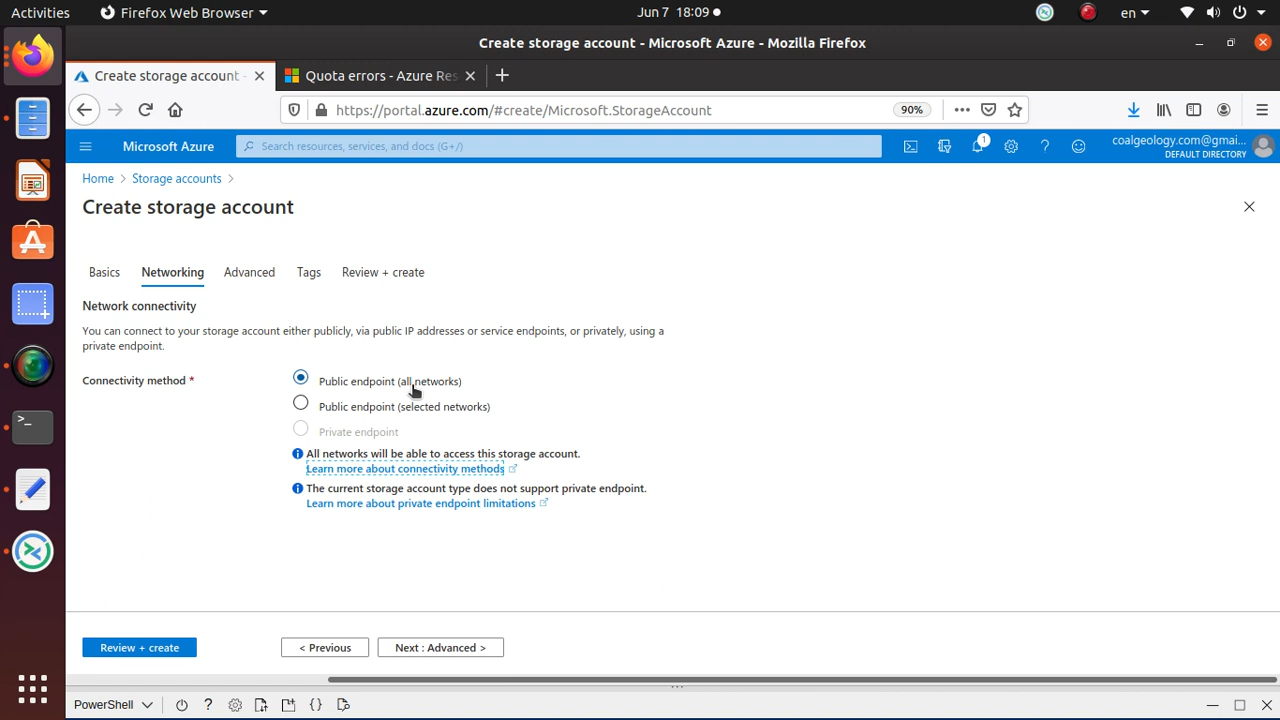 Activities Firefox Web Browser Jun 7 18:09 en
Create storage account - Microsoft Azure - Mozilla Firefox
Create storage account - Quota errors - Azure Res
https://portal.azure.com/#create/Microsoft.StorageAccount 90%
Microsoft Azure Search resources, services, and docs (G+/) 1 coalgeology.com@gmai...
DEFAULT DIRECTORY
Home > Storage accounts >
Create storage account
Basics Networking Advanced Tags Review + create
Network connectivity
You can connect to your storage account either publicly, via public IP addresses or service endpoints, or privately, using a
private endpoint.
Connectivity method * Public endpoint (all networks)
Public endpoint (selected networks)
Private endpoint
All networks will be able to access this storage account.
Learn more about connectivity methods
The current storage account type does not support private endpoint.
Learn more about private endpoint limitations
Review + create < Previous Next : Advanced >
PowerShell